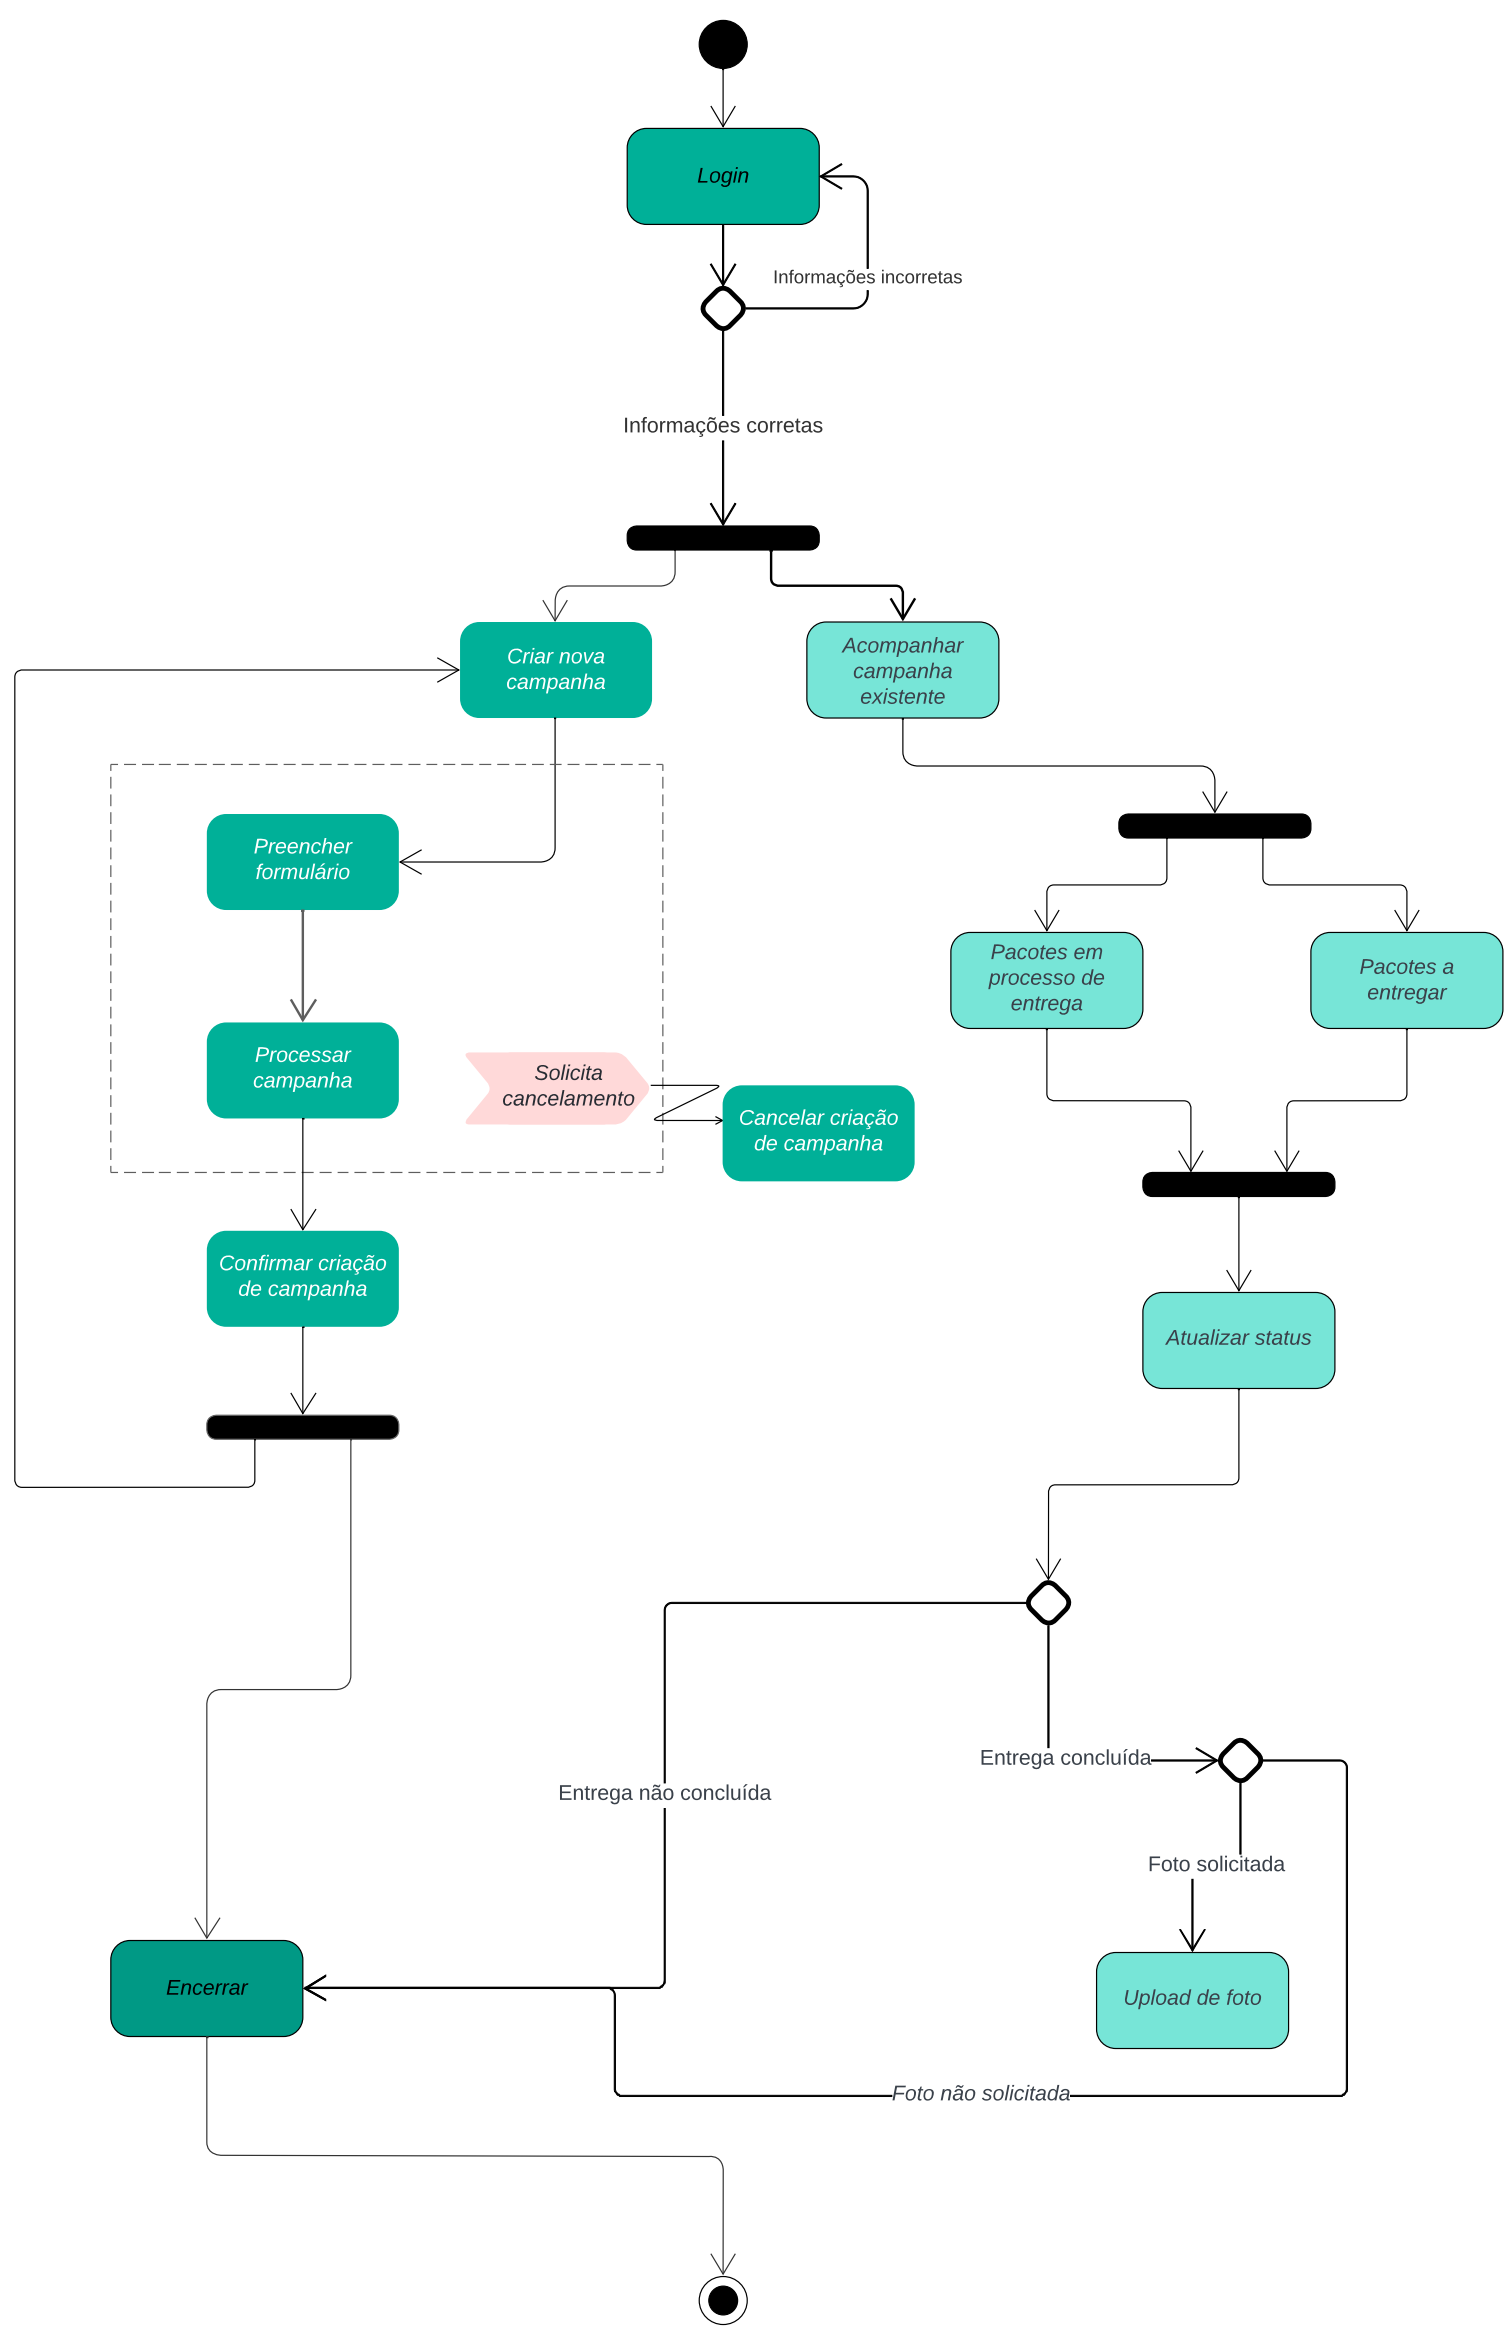 Login
Informações incorretas
Informações corretas
Criar nova
campanha
Acompanhar
campanha
existente
Preencher
formulário
Pacotes em
processo de
entrega
Pacotes a
entregar
Processar
campanha
Solicita
cancelamento
Cancelar criação
de campanha
Confirmar criação
de campanha
Atualizar status
Entrega concluída
Entrega não concluída
Foto solicitada
Encerrar
Upload de foto
Foto não solicitada